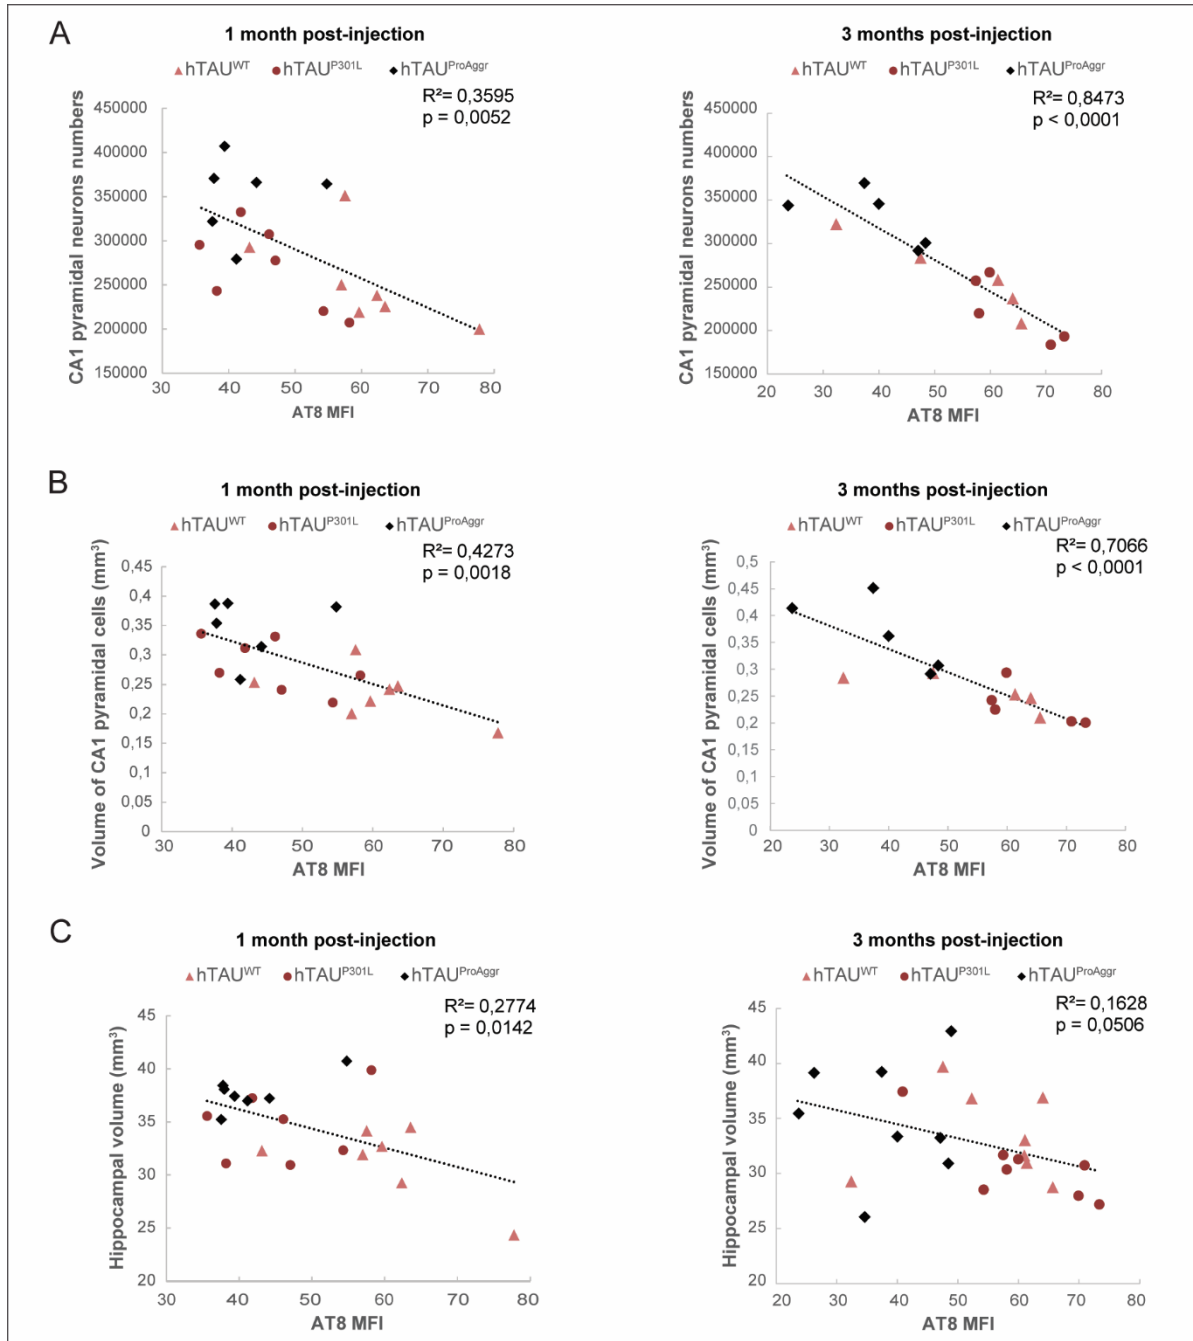 A
1 month post-injection
hTAUᵂᵀ hTAUᴾ³⁰¹ᴸ hTAUᴾʳᵒᴬᵍᵍʳ
R²= 0,3595
p = 0,0052
CA1 pyramidal neurons numbers
450000
400000
350000
300000
250000
200000
150000
30 40 50 60 70 80
AT8 MFI
3 months post-injection
hTAUᵂᵀ hTAUᴾ³⁰¹ᴸ hTAUᴾʳᵒᴬᵍᵍʳ
R²= 0,8473
p < 0,0001
CA1 pyramidal neurons numbers
450000
400000
350000
300000
250000
200000
150000
20 30 40 50 60 70 80
AT8 MFI
B
1 month post-injection
hTAUᵂᵀ hTAUᴾ³⁰¹ᴸ hTAUᴾʳᵒᴬᵍᵍʳ
R²= 0,4273
p = 0,0018
Volume of CA1 pyramidal cells (mm³)
0,45
0,4
0,35
0,3
0,25
0,2
0,15
0,1
0,05
0
30 40 50 60 70 80
AT8 MFI
3 months post-injection
hTAUᵂᵀ hTAUᴾ³⁰¹ᴸ hTAUᴾʳᵒᴬᵍᵍʳ
R²= 0,7066
p < 0,0001
Volume of CA1 pyramidal cells (mm³)
0,5
0,45
0,4
0,35
0,3
0,25
0,2
0,15
0,1
0,05
0
20 30 40 50 60 70 80
AT8 MFI
C
1 month post-injection
hTAUᵂᵀ hTAUᴾ³⁰¹ᴸ hTAUᴾʳᵒᴬᵍᵍʳ
R²= 0,2774
p = 0,0142
Hippocampal volume (mm³)
45
40
35
30
25
20
30 40 50 60 70 80
AT8 MFI
3 months post-injection
hTAUᵂᵀ hTAUᴾ³⁰¹ᴸ hTAUᴾʳᵒᴬᵍᵍʳ
R²= 0,1628
p = 0,0506
Hippocampal volume (mm³)
45
40
35
30
25
20
20 30 40 50 60 70 80
AT8 MFI